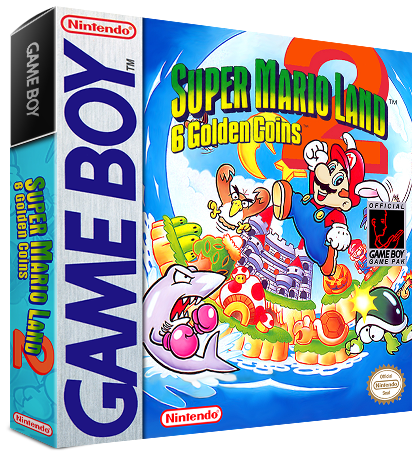 GAME BOY
SUPER MARIO LAND
6 GOLDEN COINS
2
Nintendo
GAME BOY
TM
2
SUPER MARIO LAND
TM
6 Golden Coins
OFFICIAL
GAME BOY
GAME PAK
Nintendo
Official
Nintendo
Seal